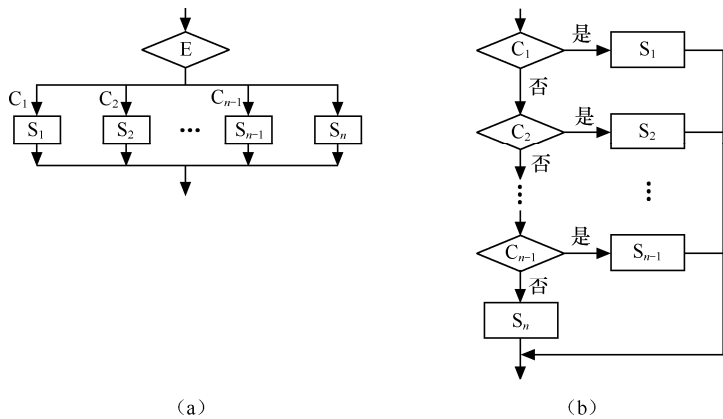 E
C₁ C₂ Cₙ₋₁
S₁ S₂ ••• Sₙ₋₁ Sₙ
(a)
C₁ 是 S₁
否
C₂ 是 S₂
否
Cₙ₋₁ 是 Sₙ₋₁
否
Sₙ
(b)